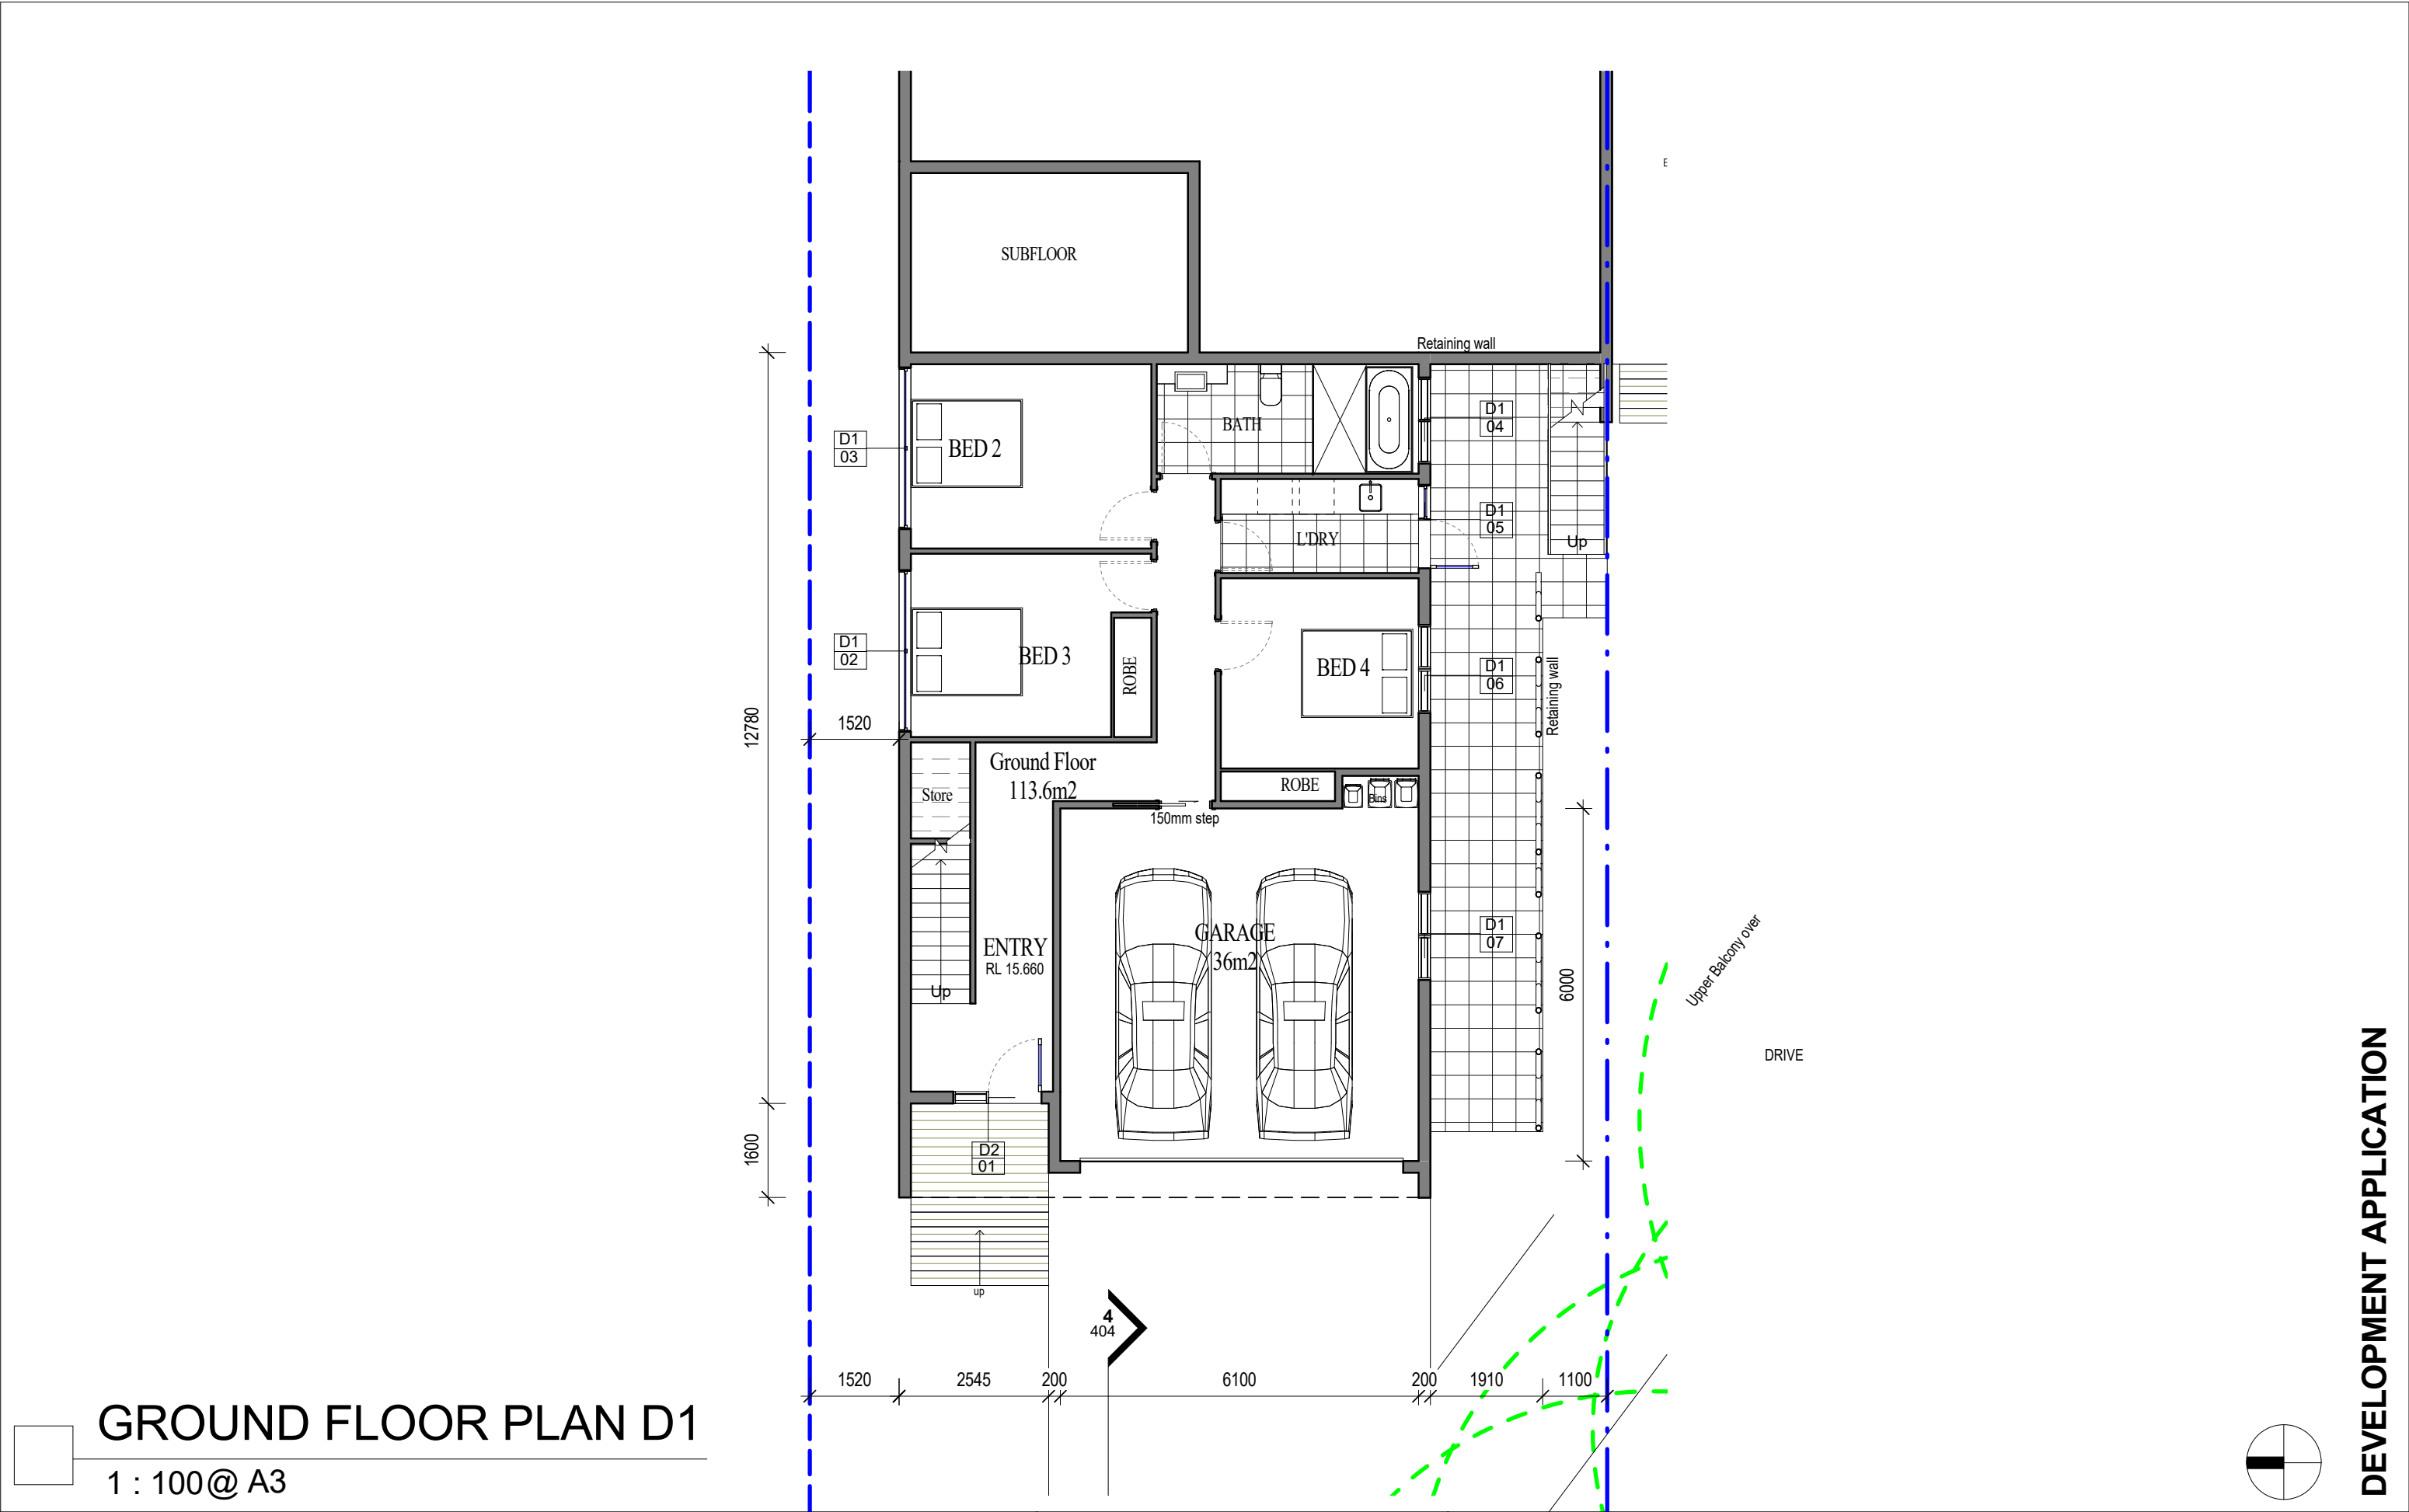 E
SUBFLOOR
Retaining wall
D1
04
BATH
D1
03
BED 2
D1
05
L'DRY
Up
D1
02
BED 3
ROBE
BED 4
D1
06
Retaining wall
12780
1520
Ground Floor
113.6m2
Store
ROBE
Bins
150mm step
GARAGE
36m2
D1
07
ENTRY
RL 15.660
Up
6000
Upper Balcony over
DRIVE
1600
D2
01
up
4
404
1520
2545
200
6100
200
1910
1100
GROUND FLOOR PLAN D1
1 : 100@ A3
DEVELOPMENT APPLICATION